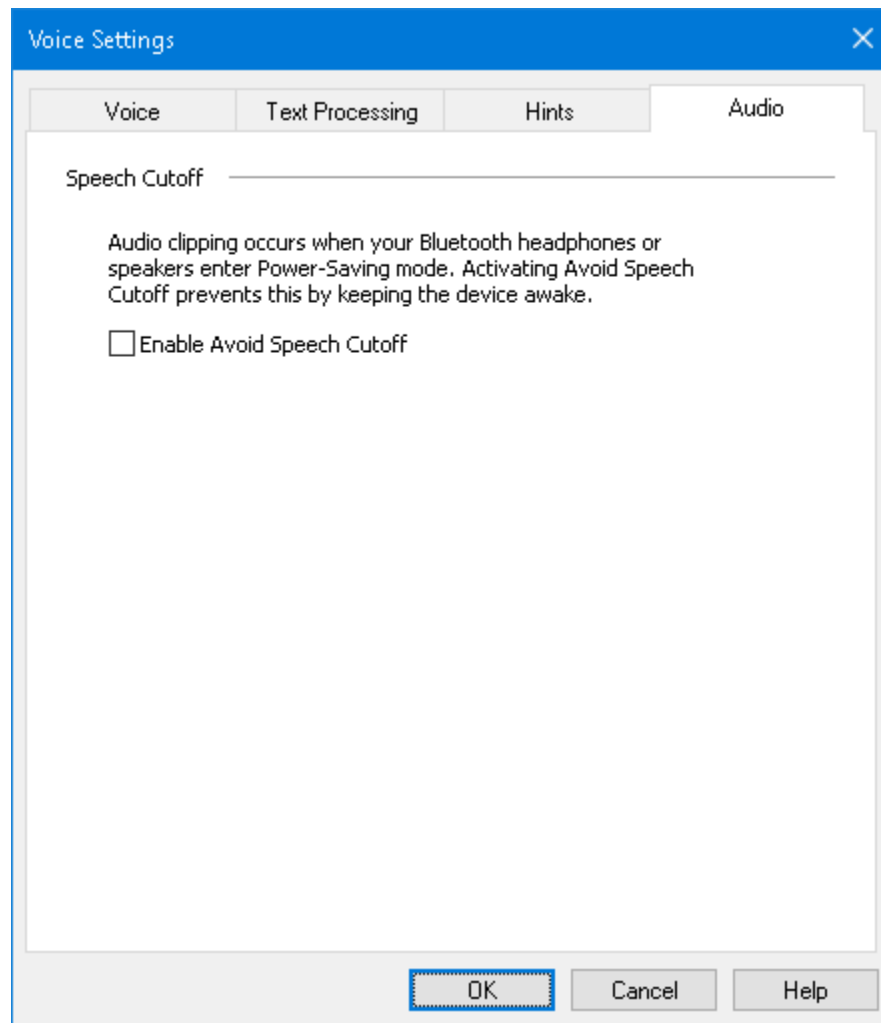 Voice Settings
Voice
Text Processing
Hints
Audio
Speech Cutoff
Audio clipping occurs when your Bluetooth headphones or
speakers enter Power-Saving mode. Activating Avoid Speech
Cutoff prevents this by keeping the device awake.
Enable Avoid Speech Cutoff
OK
Cancel
Help